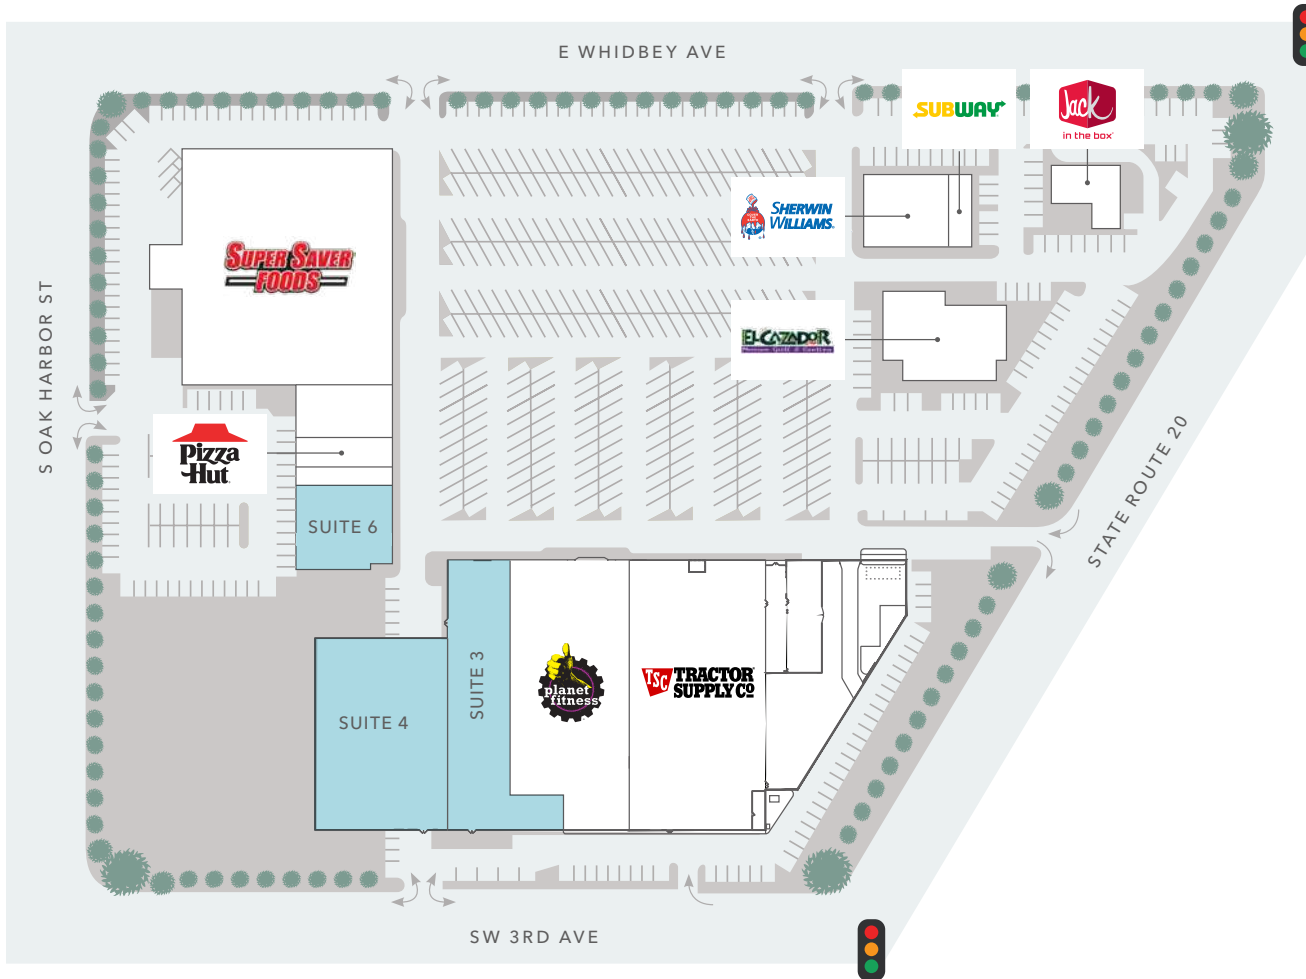 E WHIDBEY AVE
SUBWAY
Jack
in the box
SHERWIN
WILLIAMS.
SUPER SAVER
FOODS
S OAK HARBOR ST
EL CAZADOR
Pizza
Hut
STATE ROUTE 20
SUITE 6
SUITE 4
SUITE 3
planet
fitness
TSC
TRACTOR
SUPPLY CO
SW 3RD AVE